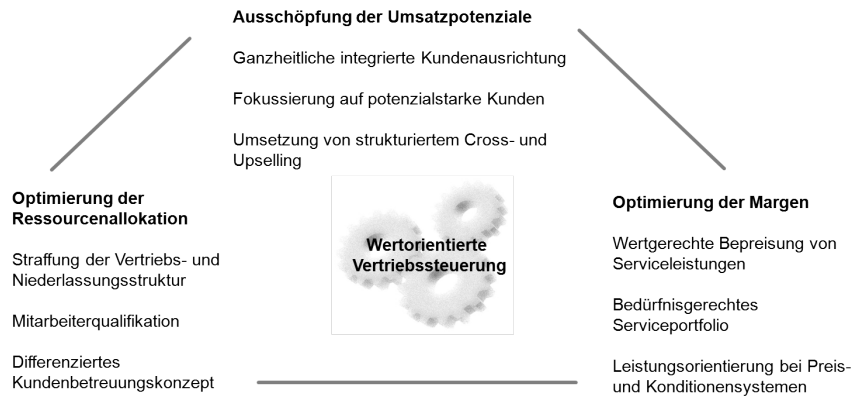 Ausschöpfung der Umsatzpotenziale
Ganzheitliche integrierte Kundenausrichtung
Fokussierung auf potenzialstarke Kunden
Umsetzung von strukturiertem Cross- und
Upselling
Optimierung der
Ressourcenallokation
Straffung der Vertriebs- und
Niederlassungsstruktur
Mitarbeiterqualifikation
Differenziertes
Kundenbetreuungskonzept
Wertorientierte
Vertriebssteuerung
Optimierung der Margen
Wertgerechte Bepreisung von
Serviceleistungen
Bedürfnisgerechtes
Serviceportfolio
Leistungsorientierung bei Preis-
und Konditionensystemen